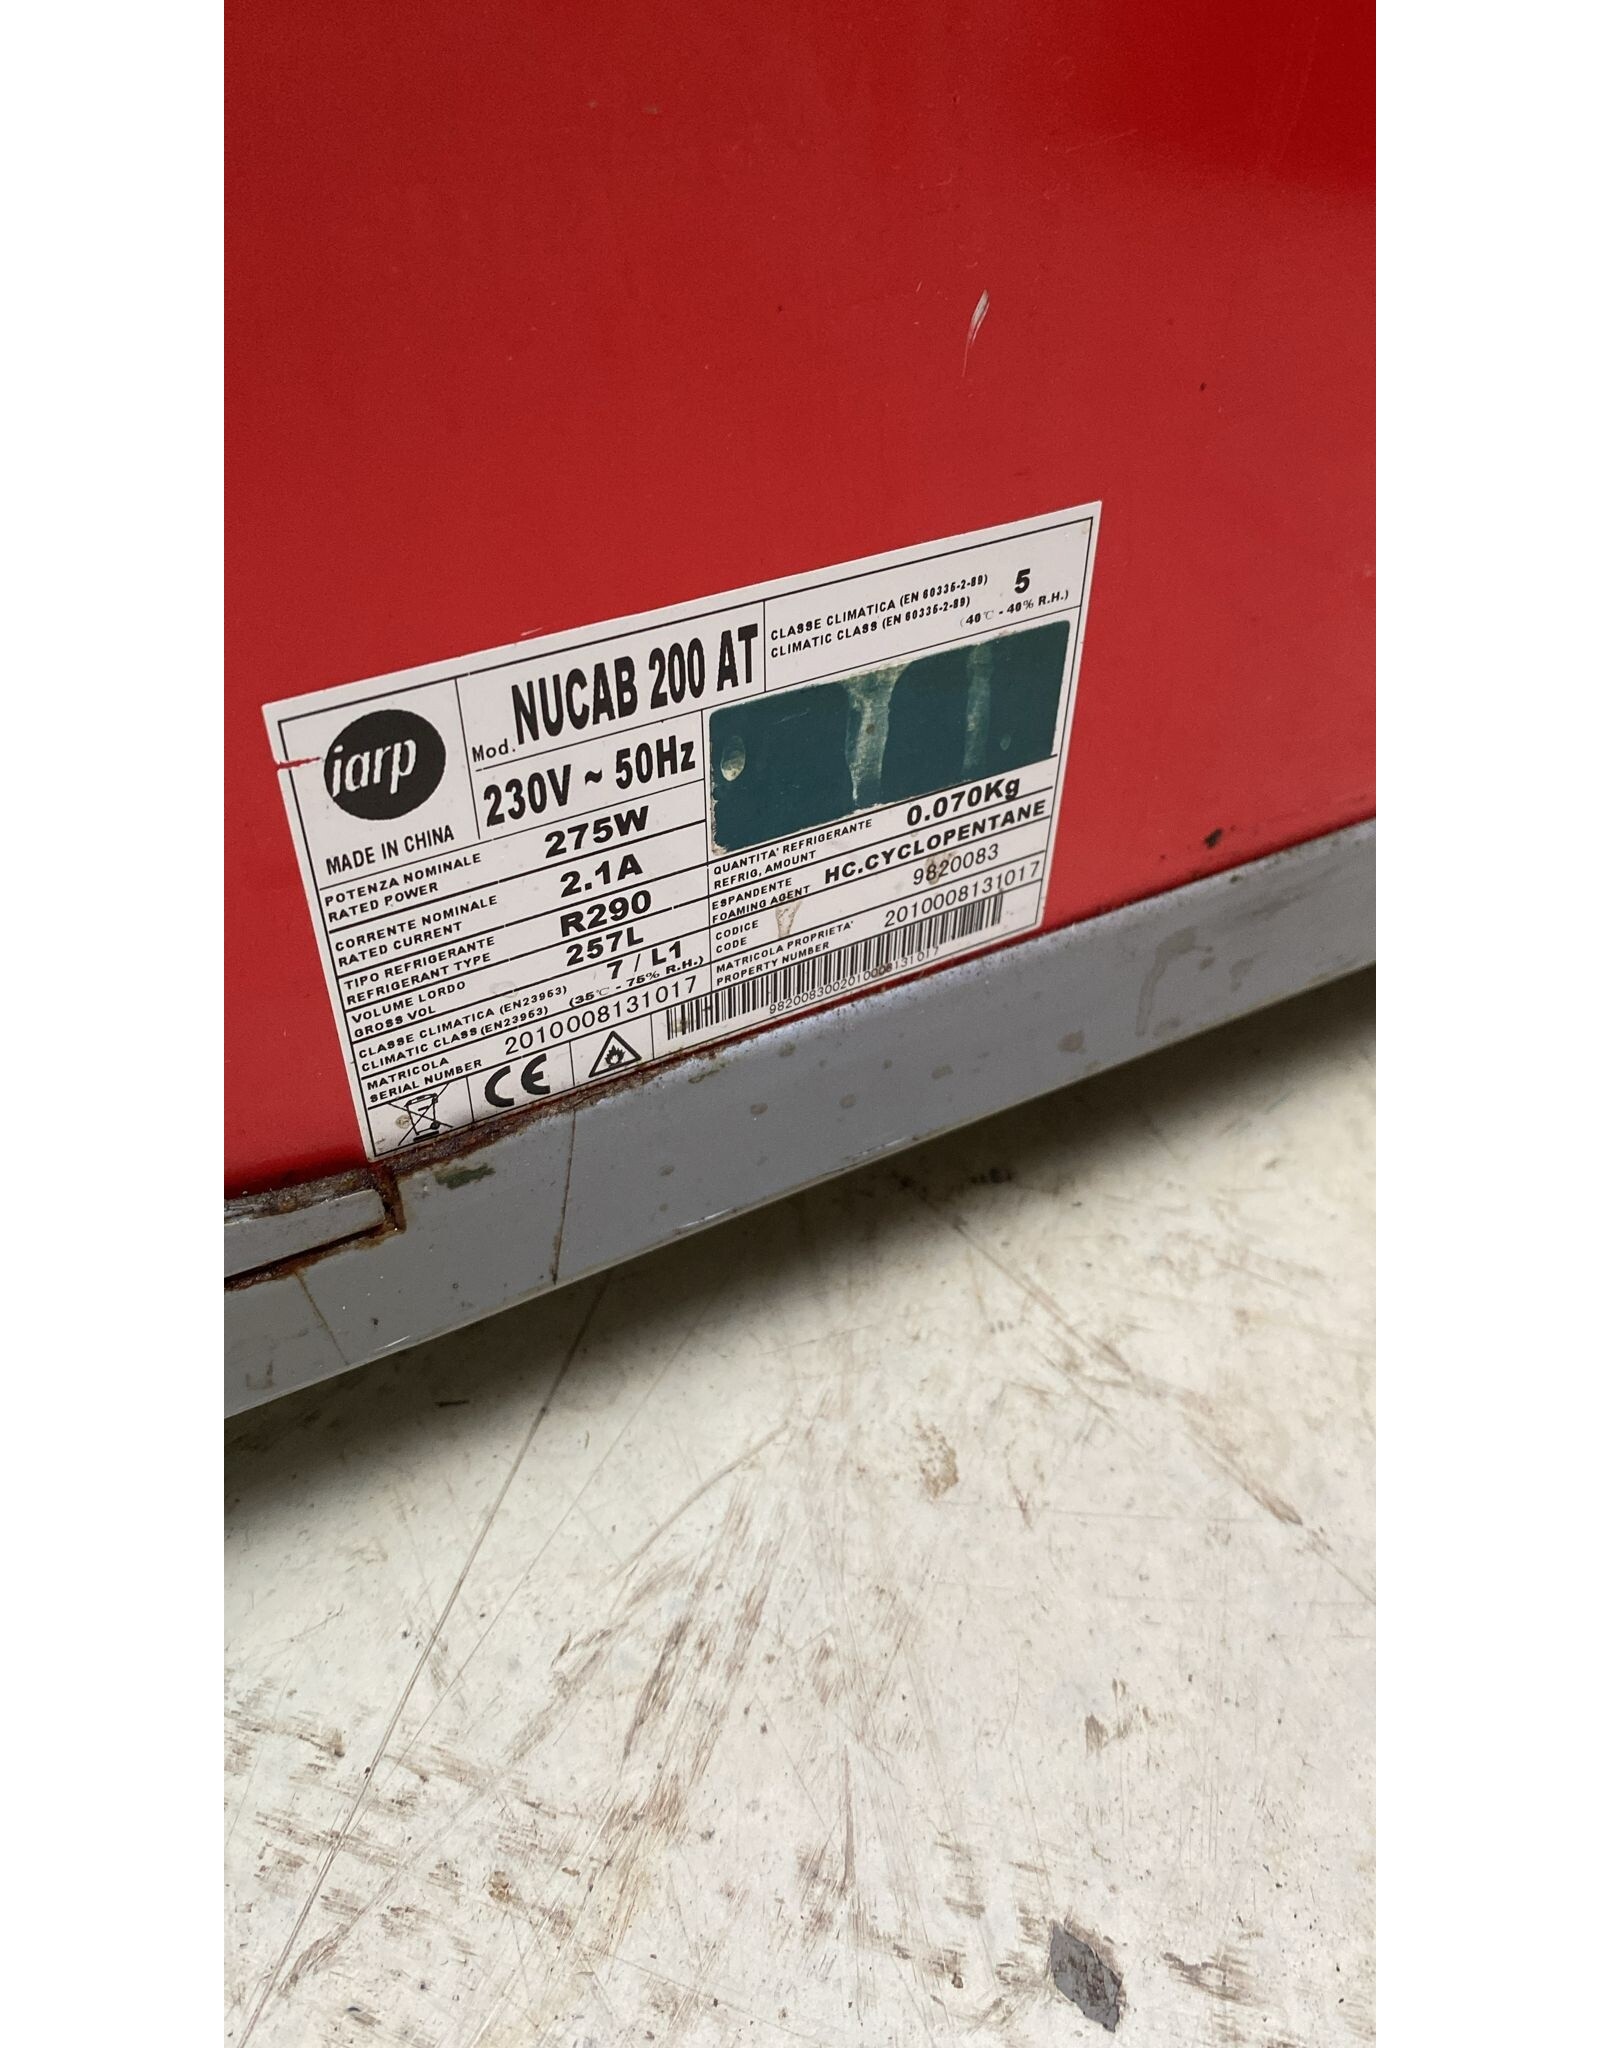 iarp
MADE IN CHINA
Mod. NUCAB 200 AT
230V ~ 50Hz
CLASSE CLIMATICA (EN 60335-2-89)
CLIMATIC CLASS (EN 60335-2-89)
5
(40℃ - 40% R.H.)
POTENZA NOMINALE
RATED POWER
275W
CORRENTE NOMINALE
RATED CURRENT
2.1A
TIPO REFRIGERANTE
REFRIGERANT TYPE
R290
VOLUME LORDO
GROSS VOL
257L
CLASSE CLIMATICA (EN23953)
CLIMATIC CLASS (EN23953)
7 / L1
(35℃ - 75% R.H.)
MATRICOLA
SERIAL NUMBER
2010008131017
QUANTITA' REFRIGERANTE
REFRIG, AMOUNT
0.070Kg
ESPANDENTE
FOAMING AGENT
HC.CYCLOPENTANE
CODICE
CODE
9820083
MATRICOLA PROPRIETA'
PROPERTY NUMBER
2010008131017
9820083002010008131017
CE